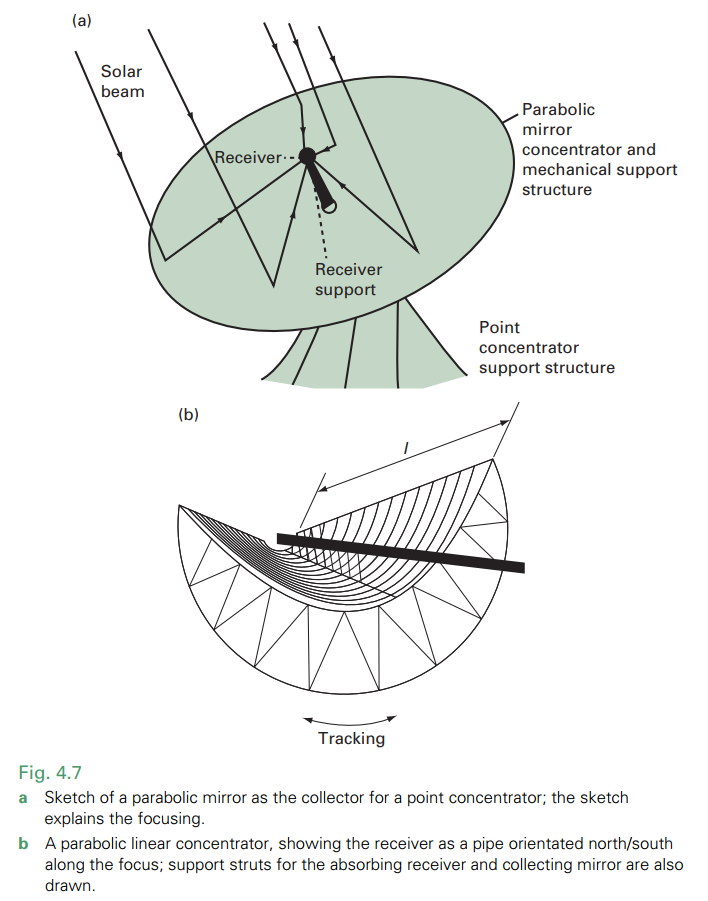 (a)
Solar
beam
Parabolic
mirror
concentrator and
mechanical support
structure
Receiver
Receiver
support
Point
concentrator
support structure
(b)
l
Tracking
Fig. 4.7
a Sketch of a parabolic mirror as the collector for a point concentrator; the sketch
explains the focusing.
b A parabolic linear concentrator, showing the receiver as a pipe orientated north/south
along the focus; support struts for the absorbing receiver and collecting mirror are also
drawn.